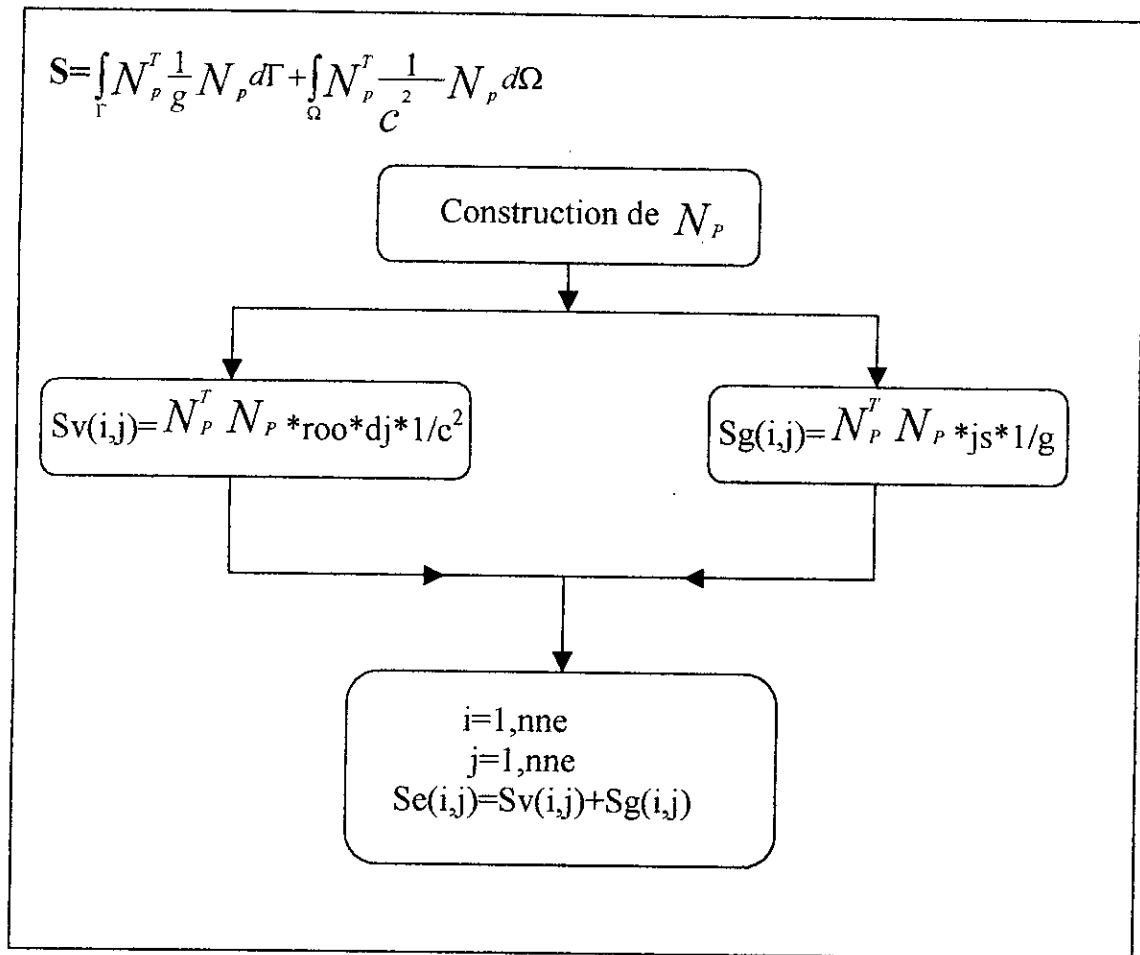 S=∫_Γ N_p^T 1/g N_p dΓ + ∫_Ω N_p^T 1/c² N_p dΩ
Construction de N_P
Sv(i,j)= N_P^T N_P *roo*dj*1/c²
Sg(i,j)= N_P^T N_P *js*1/g
i=1,nne
j=1,nne
Se(i,j)=Sv(i,j)+Sg(i,j)